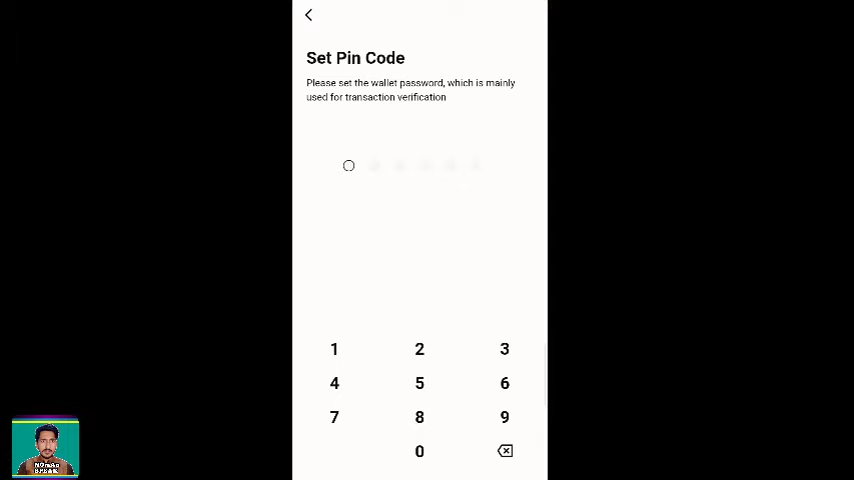 Set Pin Code
Please set the wallet password, which is mainly
used for transaction verification
1 2 3
4 5 6
7 8 9
0